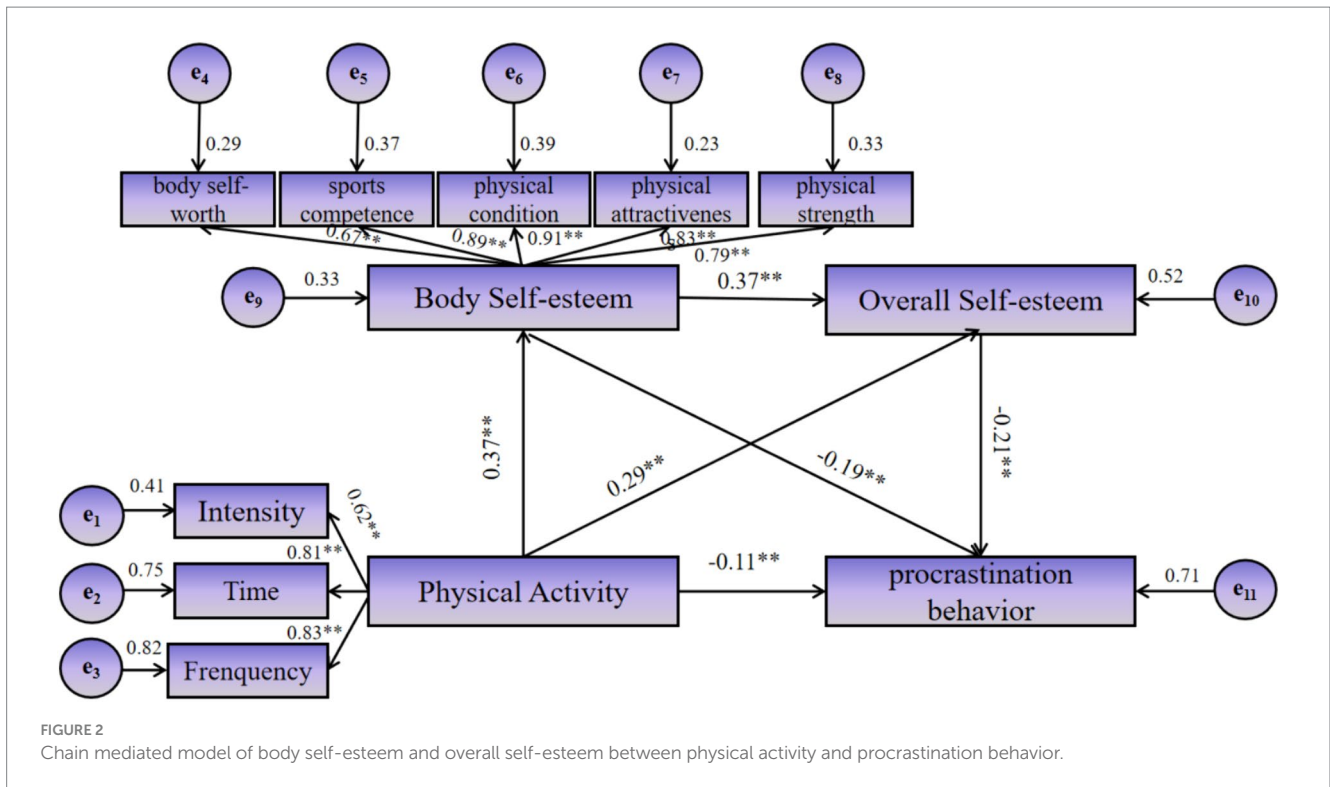 e4 e5 e6 e7 e8
0.29 0.37 0.39 0.23 0.33
body self-
worth
sports
competence
physical
condition
physical
attractivenes
s
physical
strength
0.67** 0.89** 0.91** 0.83** 0.79**
e9 0.33 Body Self-esteem 0.37** Overall Self-esteem 0.52 e10
0.37** 0.29** -0.19** -0.21**
e1 0.41 Intensity 0.62**
e2 0.75 Time 0.81**
e3 0.82 Frenquency 0.83**
Physical Activity -0.11**
procrastination
behavior
0.71 e11
FIGURE 2
Chain mediated model of body self-esteem and overall self-esteem between physical activity and procrastination behavior.